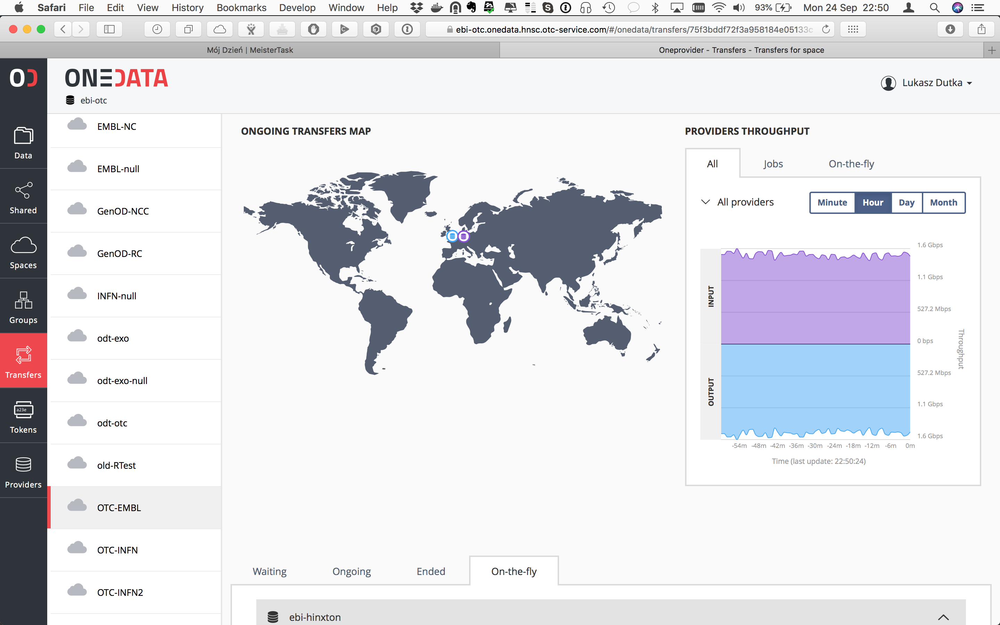 Safari File Edit View History Bookmarks Develop Window Help 93% Mon 24 Sep 22:50
ebi-otc.onedata.hnsc.otc-service.com/#/onedata/transfers/75f3bddf72f3a958184e05133c
Mój Dzień | MeisterTask
Oneprovider - Transfers - Transfers for space
ONEDATA
ebi-otc
Lukasz Dutka
Data
Shared
Spaces
Groups
Transfers
a23e
Tokens
Providers
EMBL-NC
EMBL-null
GenOD-NCC
GenOD-RC
INFN-null
odt-exo
odt-exo-null
odt-otc
old-RTest
OTC-EMBL
OTC-INFN
OTC-INFN2
ONGOING TRANSFERS MAP
PROVIDERS THROUGHPUT
All Jobs On-the-fly
All providers
Minute Hour Day Month
INPUT
OUTPUT
1.6 Gbps
1.1 Gbps
527.2 Mbps
0 bps
527.2 Mbps
1.1 Gbps
1.6 Gbps
Throughput
-54m -48m -42m -36m -30m -24m -18m -12m -6m 0m
Time (last update: 22:50:24)
Waiting Ongoing Ended On-the-fly
ebi-hinxton